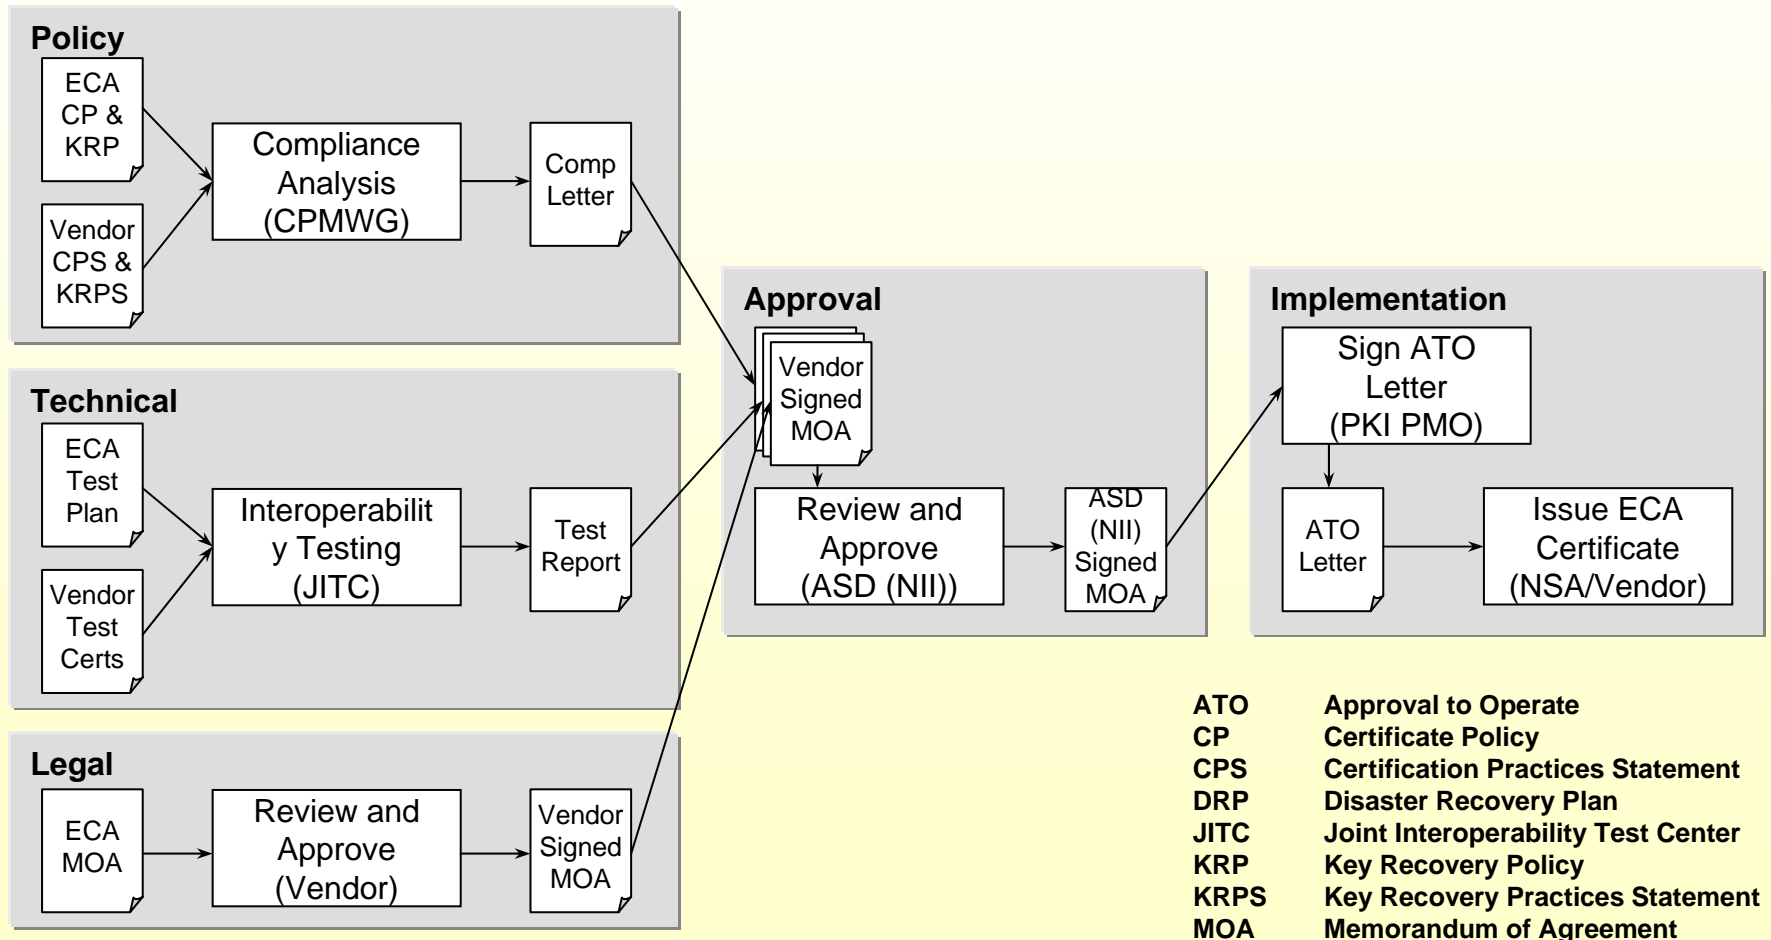 Policy
ECA
CP &
KRP
Vendor
CPS &
KRPS
Compliance
Analysis
(CPMWG)
Comp
Letter
Technical
ECA
Test
Plan
Vendor
Test
Certs
Interoperabilit
y Testing
(JITC)
Test
Report
Legal
ECA
MOA
Review and
Approve
(Vendor)
Vendor
Signed
MOA
Approval
Vendor
Signed
MOA
Review and
Approve
(ASD (NII))
ASD
(NII)
Signed
MOA
Implementation
Sign ATO
Letter
(PKI PMO)
ATO
Letter
Issue ECA
Certificate
(NSA/Vendor)
ATO Approval to Operate
CP Certificate Policy
CPS Certification Practices Statement
DRP Disaster Recovery Plan
JITC Joint Interoperability Test Center
KRP Key Recovery Policy
KRPS Key Recovery Practices Statement
MOA Memorandum of Agreement